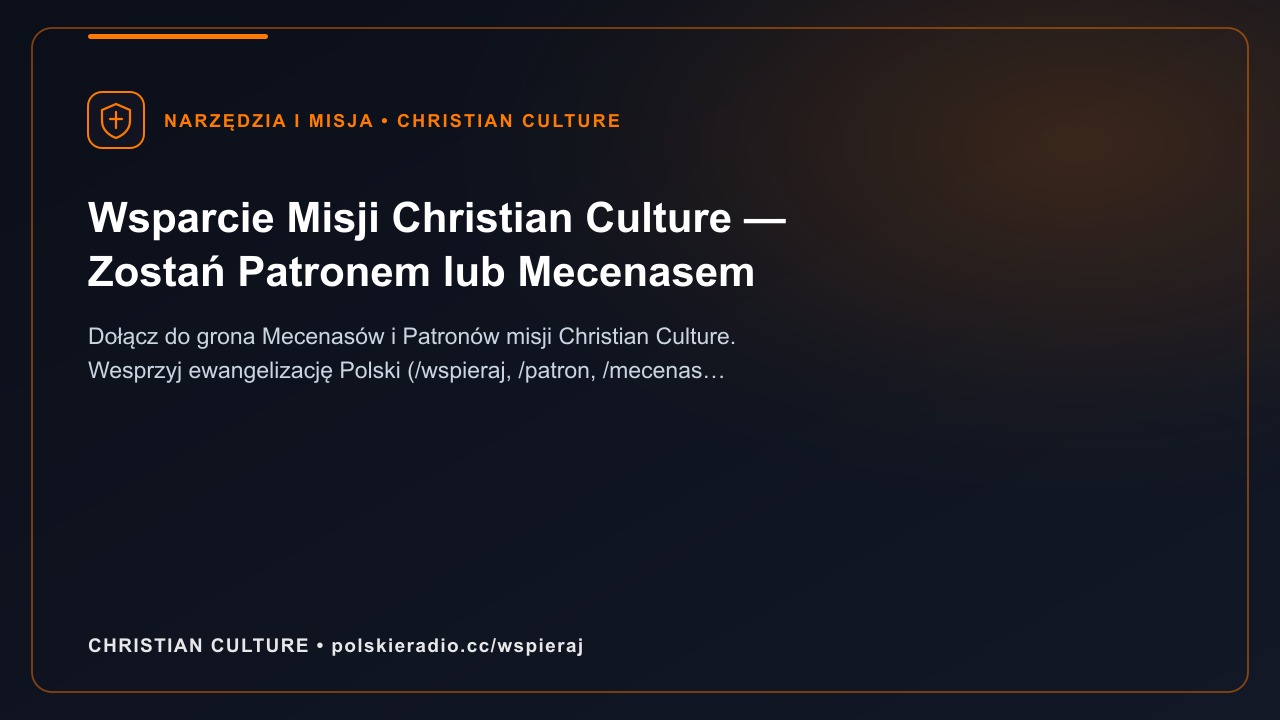 NARZĘDZIA I MISJA • CHRISTIAN CULTURE
Wsparcie Misji Christian Culture —
Zostań Patronem lub Mecenasem
Dołącz do grona Mecenasów i Patronów misji Christian Culture.
Wesprzyj ewangelizację Polski (/wspieraj, /patron, /mecenas…
CHRISTIAN CULTURE • polskieradio.cc/wspieraj